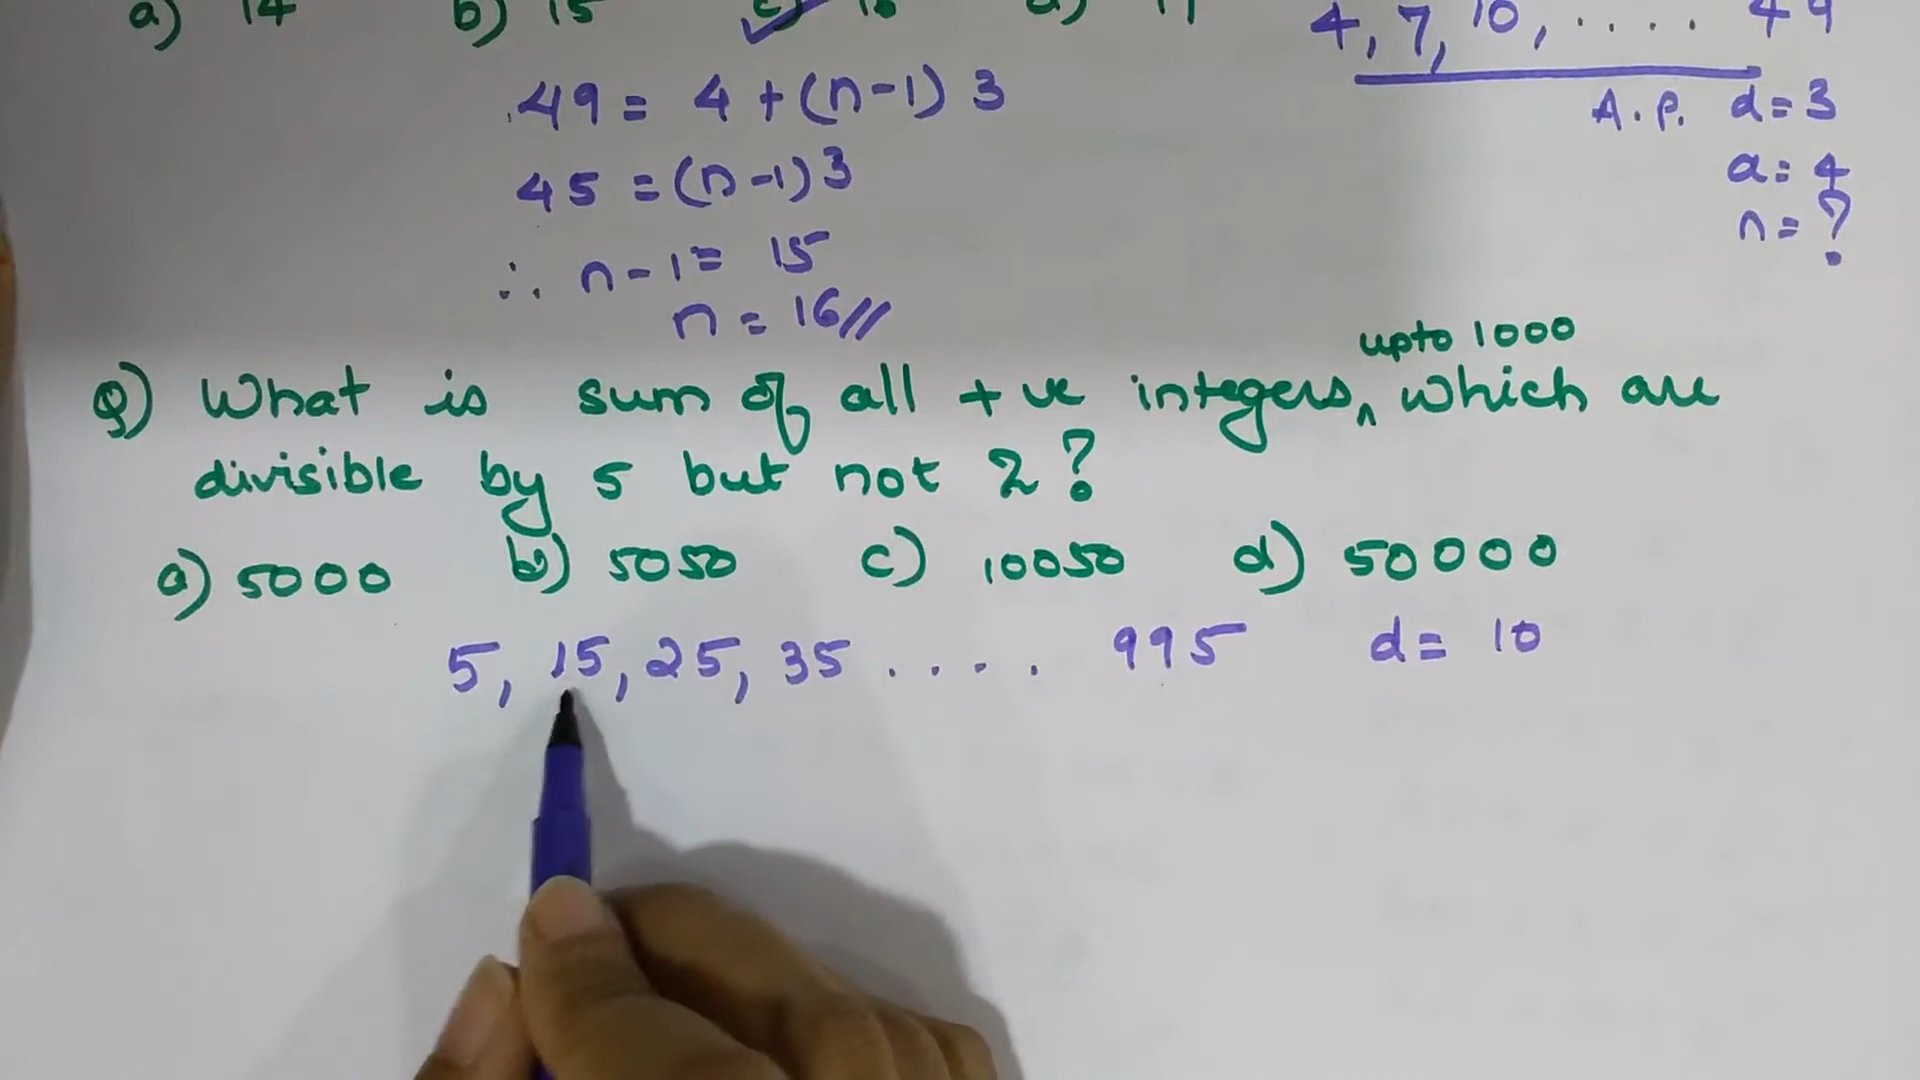 a) 14 b) 15 c) 16 d) 17
4, 7, 10, .... 49
49 = 4 + (n-1) 3
A.P. d = 3
45 = (n-1) 3
a = 4
∴ n-1 = 15
n = ?
n = 16//
upto 1000
Q) What is sum of all +ve integers, ^ which are
divisible by 5 but not 2 ?
a) 5000 b) 5050 c) 10050 d) 50000
5, 15, 25, 35 .... 995 d = 10